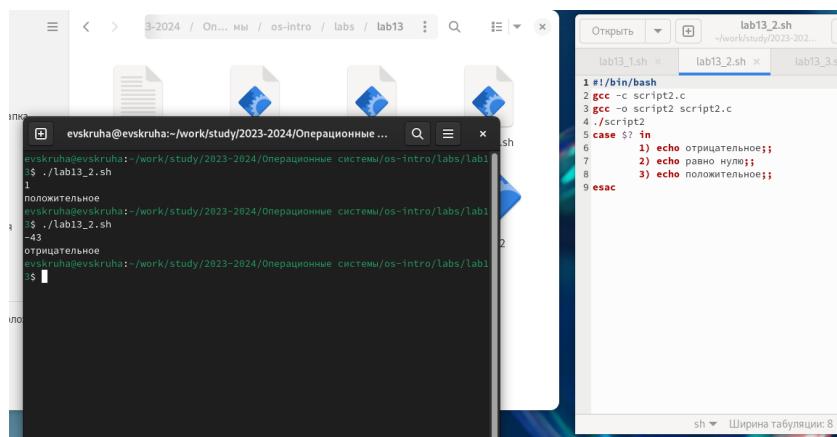 3-2024 / Оп... мы / os-intro / labs / lab13
апка
.sh
я
2
оло
evskruha@evskruha:~/work/study/2023-2024/Операционные ...
evskruha@evskruha:~/work/study/2023-2024/Операционные системы/os-intro/labs/lab1
3$ ./lab13_2.sh
1
положительное
evskruha@evskruha:~/work/study/2023-2024/Операционные системы/os-intro/labs/lab1
3$ ./lab13_2.sh
-43
отрицательное
evskruha@evskruha:~/work/study/2023-2024/Операционные системы/os-intro/labs/lab1
3$
Открыть
lab13_2.sh
~/work/study/2023-202...
lab13_1.sh × lab13_2.sh × lab13_3.s
1 #!/bin/bash
2 gcc -c script2.c
3 gcc -o script2 script2.c
4 ./script2
5 case $? in
6 1) echo отрицательное;;
7 2) echo равно нулю;;
8 3) echo положительное;;
9 esac
sh Ширина табуляции: 8